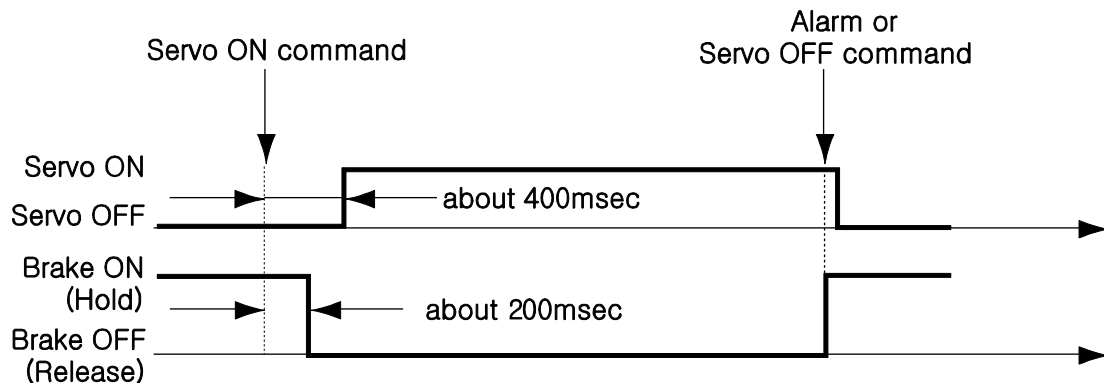 Alarm or
Servo ON command
Servo OFF command
Servo ON
about 400msec
Servo OFF
Brake ON
(Hold)
about 200msec
Brake OFF
(Release)